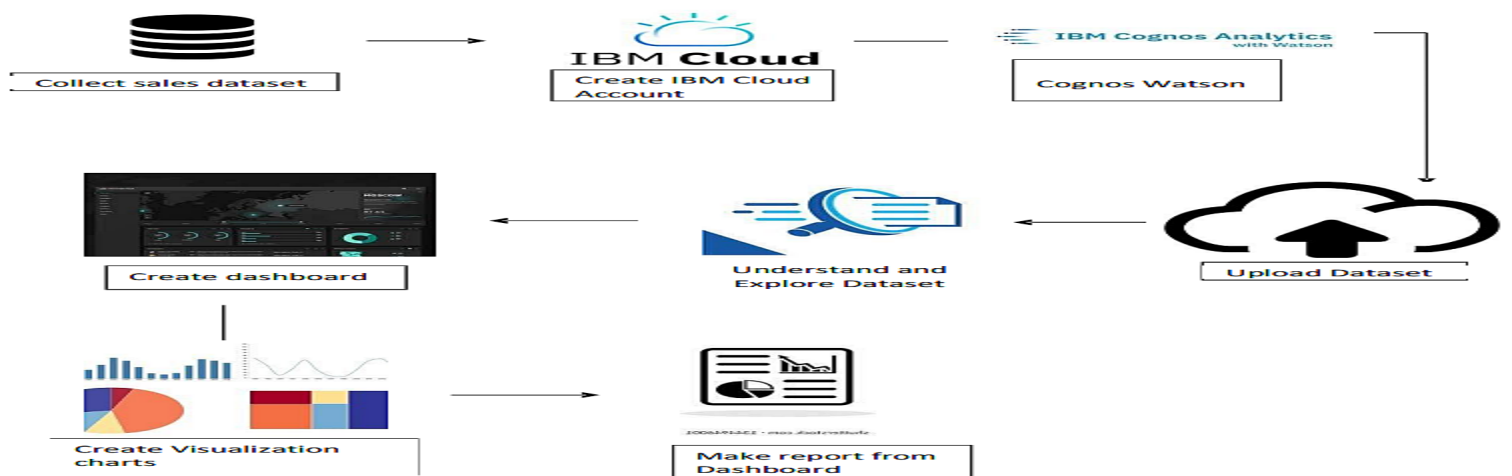 IBM Cloud
IBM Cognos Analytics
with Watson
Collect sales dataset
Create IBM Cloud
Account
Cognos Watson
Upload Dataset
Understand and
Explore Dataset
Create dashboard
Create Visualization
charts
Make report from
Dashboard